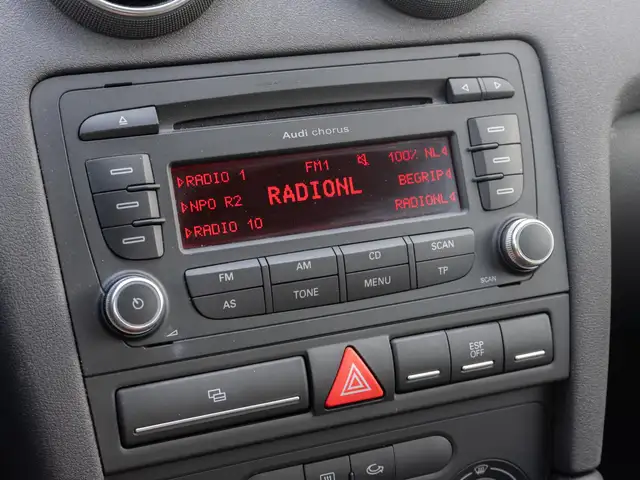 Audi chorus
RADIO 1
FM1
100% NL
NPO R2
RADIONL
BEGRIP
RADIO 10
RADIONL
FM
AM
CD
SCAN
AS
TONE
MENU
TP
SCAN
ESP
OFF